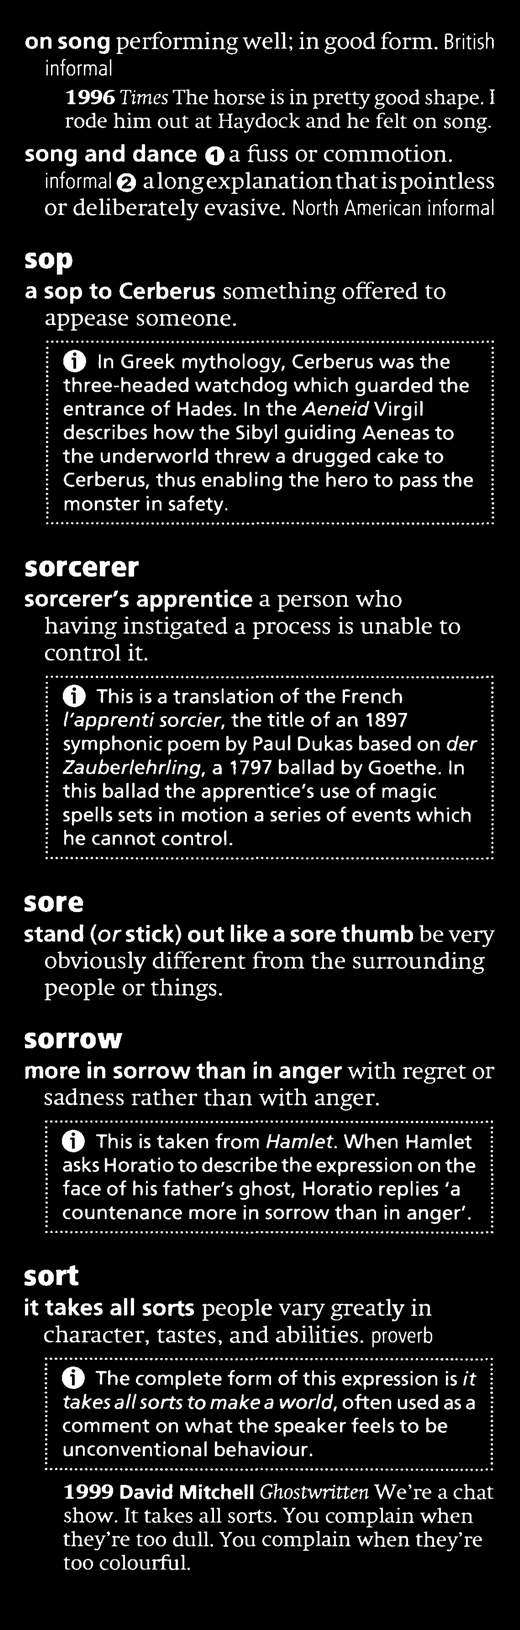 on song performing well; in good form. British
informal
1996 Times The horse is in pretty good shape. I
rode him out at Haydock and he felt on song.
song and dance ❶ a fuss or commotion.
informal ❷ a long explanation that is pointless
or deliberately evasive. North American informal
sop
a sop to Cerberus something offered to
appease someone.
ⓘ In Greek mythology, Cerberus was the
three-headed watchdog which guarded the
entrance of Hades. In the Aeneid Virgil
describes how the Sibyl guiding Aeneas to
the underworld threw a drugged cake to
Cerberus, thus enabling the hero to pass the
monster in safety.
sorcerer
sorcerer's apprentice a person who
having instigated a process is unable to
control it.
ⓘ This is a translation of the French
l'apprenti sorcier, the title of an 1897
symphonic poem by Paul Dukas based on der
Zauberlehrling, a 1797 ballad by Goethe. In
this ballad the apprentice's use of magic
spells sets in motion a series of events which
he cannot control.
sore
stand (or stick) out like a sore thumb be very
obviously different from the surrounding
people or things.
sorrow
more in sorrow than in anger with regret or
sadness rather than with anger.
ⓘ This is taken from Hamlet. When Hamlet
asks Horatio to describe the expression on the
face of his father's ghost, Horatio replies 'a
countenance more in sorrow than in anger'.
sort
it takes all sorts people vary greatly in
character, tastes, and abilities. proverb
ⓘ The complete form of this expression is it
takes all sorts to make a world, often used as a
comment on what the speaker feels to be
unconventional behaviour.
1999 David Mitchell Ghostwritten We're a chat
show. It takes all sorts. You complain when
they're too dull. You complain when they're
too colourful.